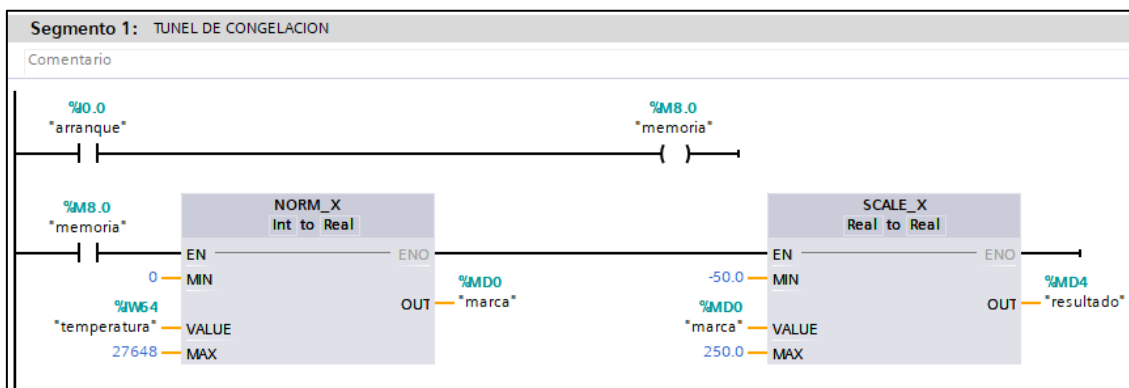 Segmento 1: TUNEL DE CONGELACION
Comentario
%I0.0
"arranque"
%M8.0
"memoria"
%M8.0
"memoria"
NORM_X
Int to Real
EN
ENO
0
MIN
%IW64
"temperatura"
VALUE
27648
MAX
OUT
%MD0
"marca"
SCALE_X
Real to Real
EN
ENO
-50.0
MIN
%MD0
"marca"
VALUE
250.0
MAX
OUT
%MD4
"resultado"